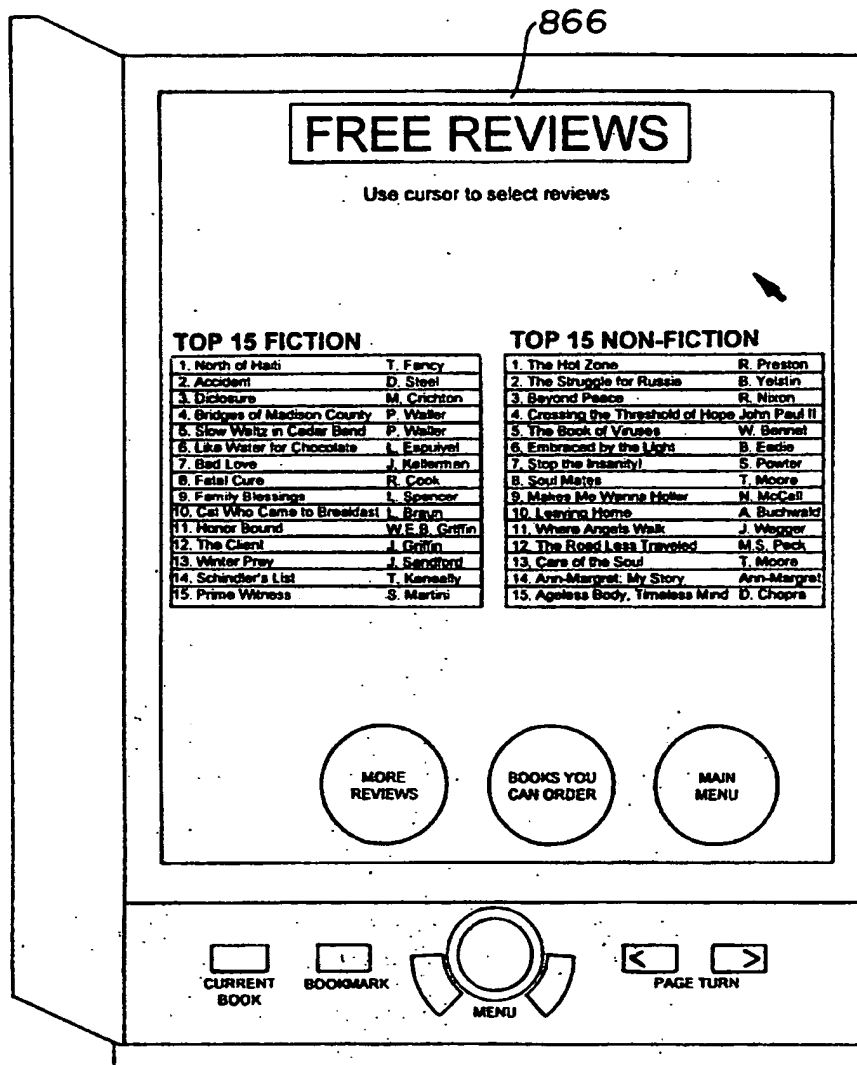 866
FREE REVIEWS
Use cursor to select reviews
TOP 15 FICTION
1. North of Haiti T. Fancy
2. Accident D. Steel
3. Diclosure M. Crichton
4. Bridges of Madison County P. Waller
5. Slow Waltz in Cedar Bend P. Waller
6. Like Water for Chocolate L. Esquivel
7. Bad Love J. Kellerman
8. Fatal Cure R. Cook
9. Family Blessings L. Spencer
10. Cat Who Came to Breakfast L. Braun
11. Honor Bound W.E.B. Griffin
12. The Client J. Griffin
13. Winter Prey J. Sandford
14. Schindler's List T. Keneally
15. Prime Witness S. Martini
TOP 15 NON-FICTION
1. The Hot Zone R. Preston
2. The Struggle for Russia B. Yelstin
3. Beyond Peace R. Nixon
4. Crossing the Threshold of Hope John Paul II
5. The Book of Viruses W. Bennet
6. Embraced by the Light B. Eadie
7. Stop the Insanity! S. Powter
8. Soul Mates T. Moore
9. Makes Me Wanna Holler N. McCall
10. Leaving Home A. Buchwald
11. Where Angels Walk J. Wegger
12. The Road Less Traveled M.S. Peck
13. Care of the Soul T. Moore
14. Ann-Margret: My Story Ann-Margret
15. Ageless Body, Timeless Mind D. Chopra
MORE
REVIEWS
BOOKS YOU
CAN ORDER
MAIN
MENU
CURRENT
BOOK
BOOKMARK
MENU
< >
PAGE TURN